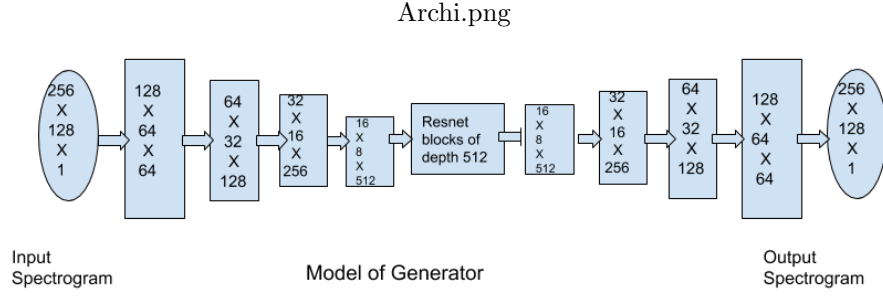 Archi.png
256
X
128
X
1
128
X
64
X
64
64
X
32
X
128
32
X
16
X
256
16
X
8
X
512
Resnet
blocks of
depth 512
16
X
8
X
512
32
X
16
X
256
64
X
32
X
128
128
X
64
X
64
256
X
128
X
1
Input
Spectrogram
Model of Generator
Output
Spectrogram